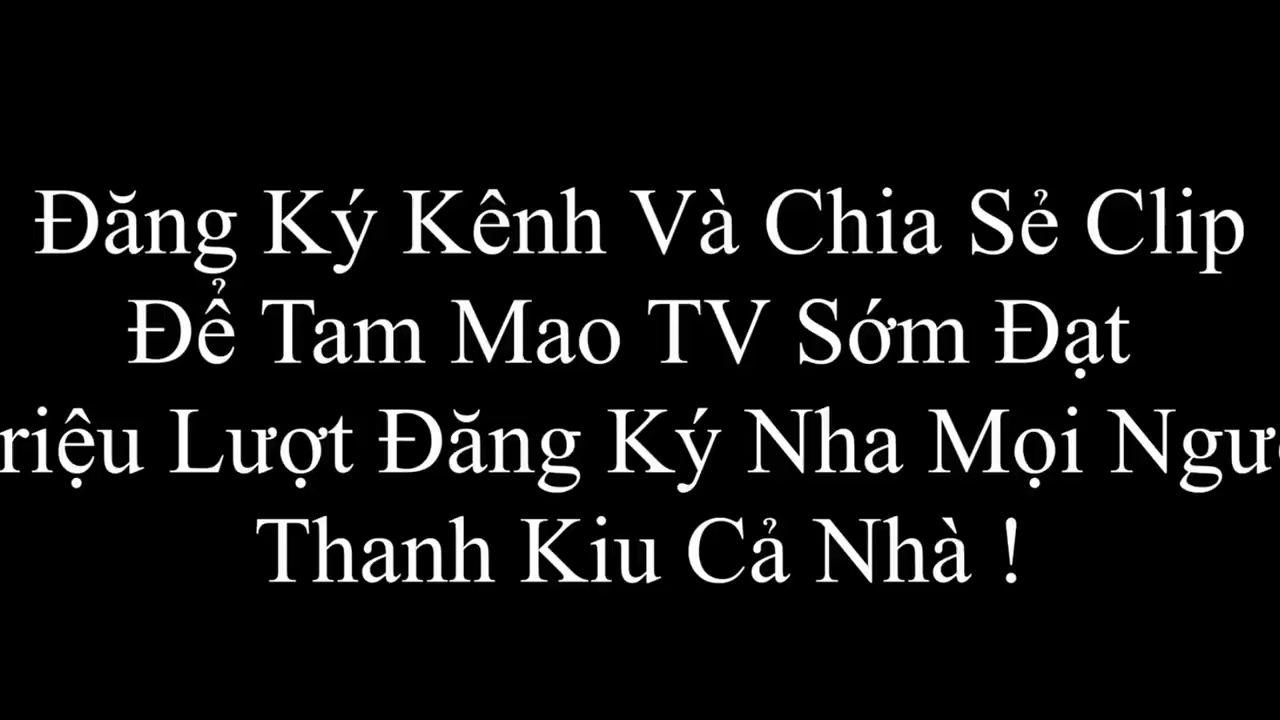 Đăng Ký Kênh Và Chia Sẻ Clip
Để Tam Mao TV Sớm Đạt
Lượt Đăng Ký Nha Mọi
Thanh Kiu Cả Nhà !